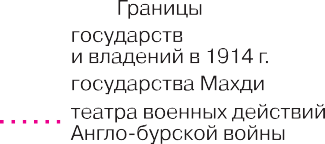 Границы
государств
и владений в 1914 г.
государства Махди
театра военных действий
Англо-бурской войны